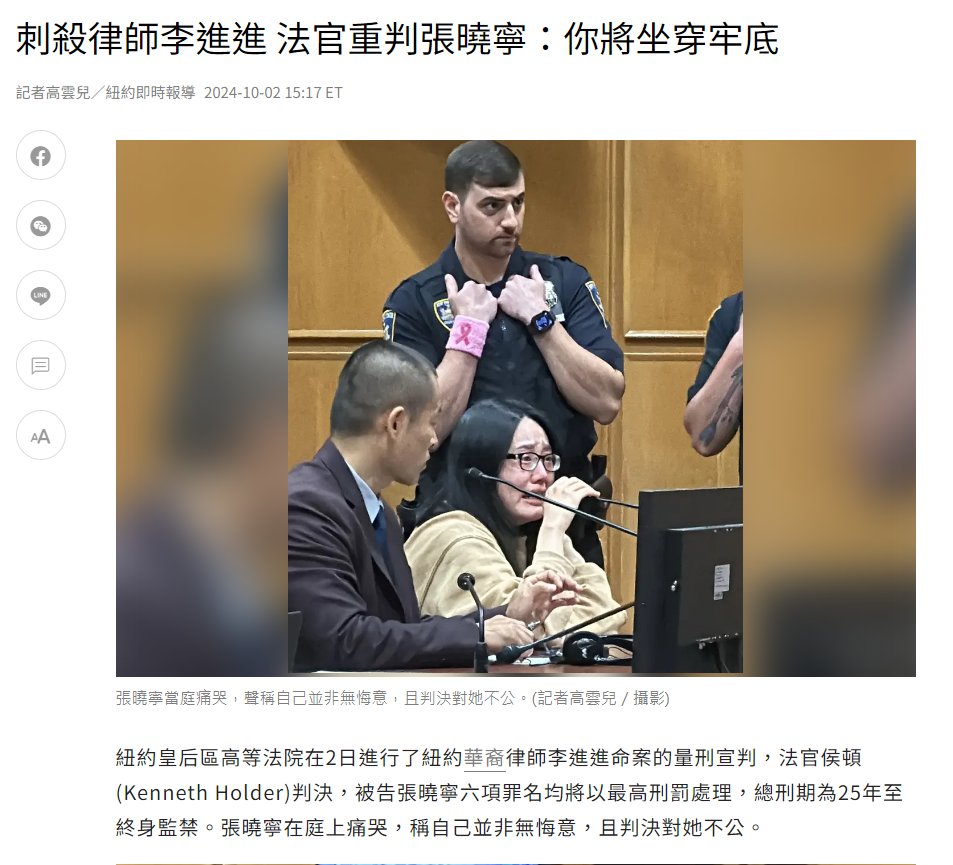 刺殺律師李進進 法官重判張曉寧：你將坐穿牢底
記者高雲兒／紐約即時報導 2024-10-02 15:17 ET
LINE
AA
張曉寧當庭痛哭，聲稱自己並非無悔意，且判決對她不公。(記者高雲兒 / 攝影)
紐約皇后區高等法院在2日進行了紐約華裔律師李進進命案的量刑宣判，法官侯頓
(Kenneth Holder)判決，被告張曉寧六項罪名均將以最高刑罰處理，總刑期為25年至
終身監禁。張曉寧在庭上痛哭，稱自己並非無悔意，且判決對她不公。